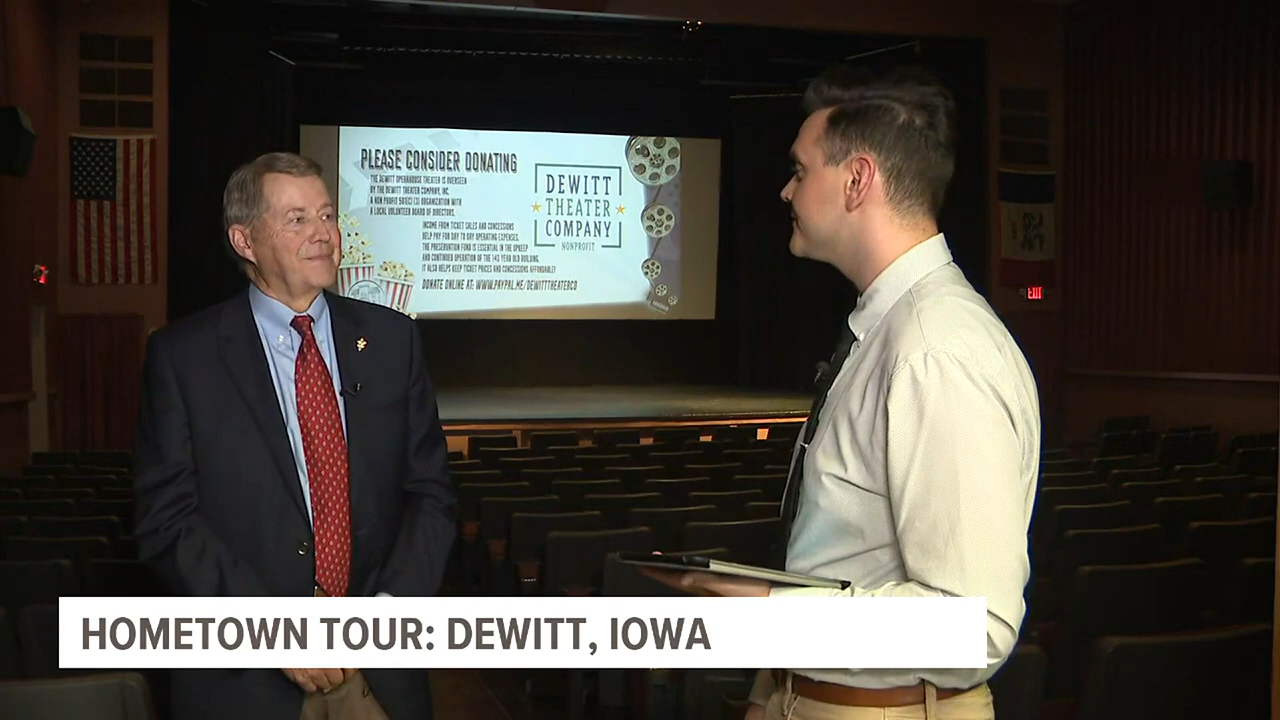 PLEASE CONSIDER DONATING
THE DEWITT OPERAHOUSE THEATER IS OVERSEEN
BY THE DEWITT THEATER COMPANY, INC.
A NON PROFIT 501(C) (3) ORGANIZATION WITH
A LOCAL VOLUNTEER BOARD OF DIRECTORS.
INCOME FROM TICKET SALES AND CONCESSIONS
HELP PAY FOR DAY TO DAY OPERATING EXPENSES.
THE PRESERVATION FUND IS ESSENTIAL IN THE UPKEEP
AND CONTINUED OPERATION OF THE 143 YEAR OLD BUILDING.
IT ALSO HELPS KEEP TICKET PRICES AND CONCESSIONS AFFORDABLE!
DONATE ONLINE AT: WWW.PAYPAL.ME/DEWITTTHEATERCO
DEWITT
THEATER
COMPANY
NONPROFIT
EXIT
HOMETOWN TOUR: DEWITT, IOWA